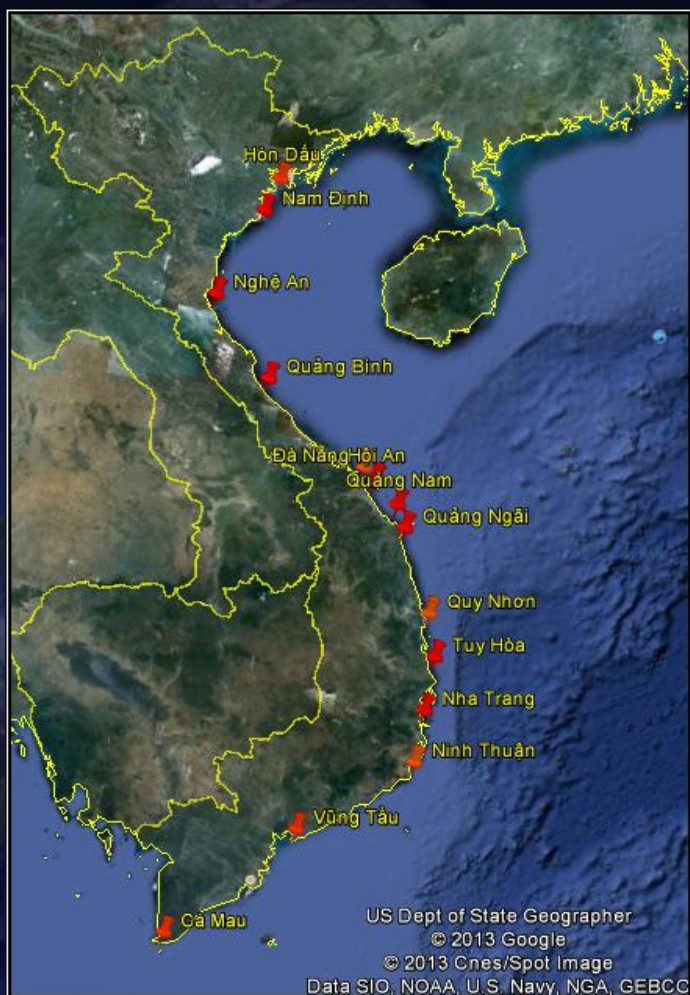 Hòn Dấu
Nam Định
Nghệ An
Quảng Bình
Đà Nẵng Hội An
Quảng Nam
Quảng Ngãi
Quy Nhơn
Tuy Hòa
Nha Trang
Ninh Thuận
Vũng Tầu
Cà Mau
US Dept of State Geographer
© 2013 Google
© 2013 Cnes/Spot Image
Data SIO, NOAA, U.S. Navy, NGA, GEBCO